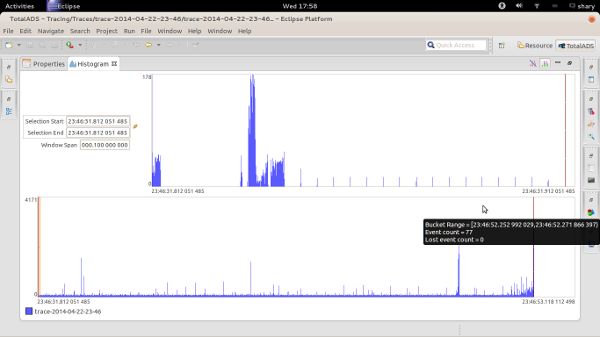 Activities
Eclipse
Wed 17:58
shary
TotalADS - Tracing/Traces/trace-2014-04-22-23-46/trace-2014-04-22-23-46... - Eclipse Platform
File Edit Navigate Search Project Run File Window Help Window Help
Quick Access
Resource
TotalADS
Properties
Histogram
Selection Start: 23:46:31.812 051 485
Selection End 23:46:31.812 051 485
Window Span 000.100 000 000
0
23:46:31.812 051 485
23:46:31.912 051 485
4171
0
23:46:31.812 051 485
23:46:53.118 112 498
Bucket Range = [23:46:52.252 992 029,23:46:52.271 866 397)
Event count = 77
Lost event count = 0
trace-2014-04-22-23-46